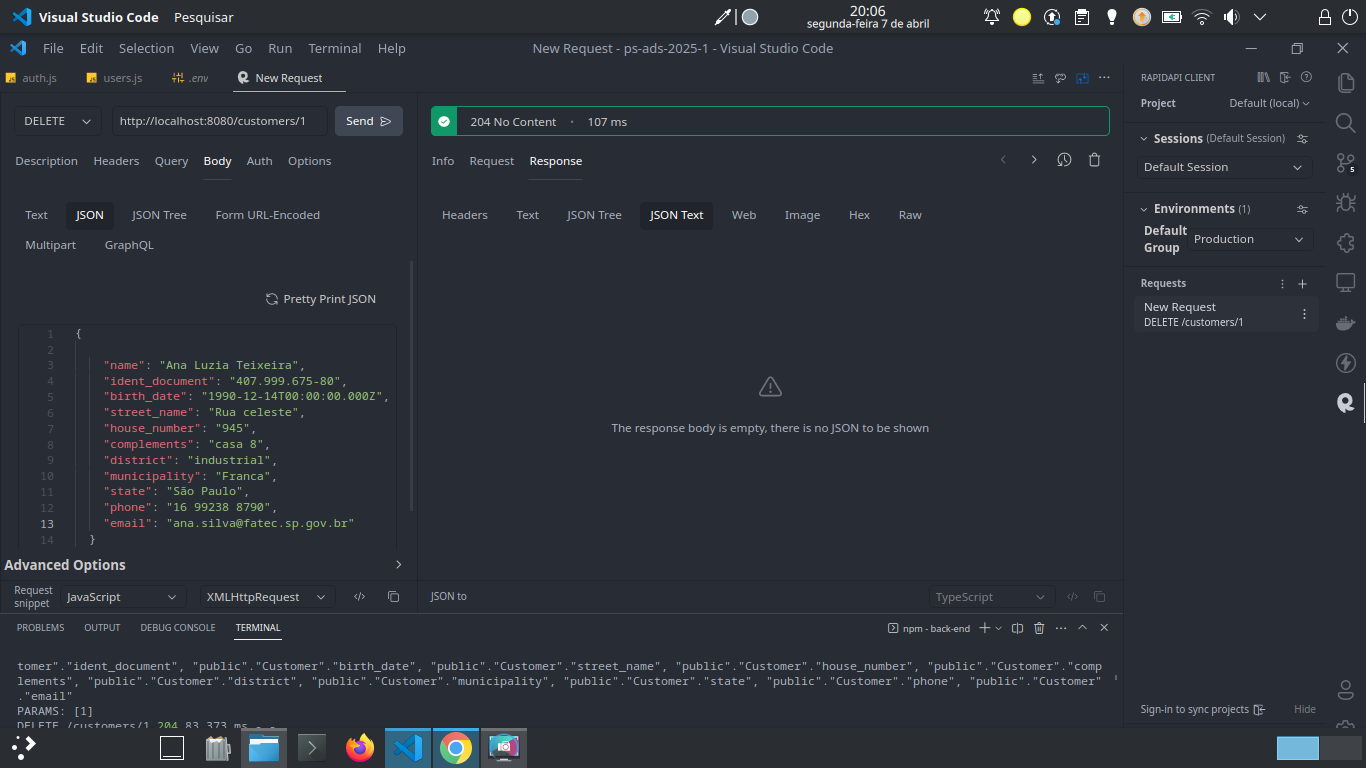 Visual Studio Code Pesquisar
20:06
segunda-feira 7 de abril
File Edit Selection View Go Run Terminal Help
New Request - ps-ads-2025-1 - Visual Studio Code
auth.js users.js .env New Request
DELETE http://localhost:8080/customers/1 Send
Description Headers Query Body Auth Options
Text JSON JSON Tree Form URL-Encoded
Multipart GraphQL
Pretty Print JSON
1 {
2
3 "name": "Ana Luzia Teixeira",
4 "ident_document": "407.999.675-80",
5 "birth_date": "1990-12-14T00:00:00.000Z",
6 "street_name": "Rua celeste",
7 "house_number": "945",
8 "complements": "casa 8",
9 "district": "industrial",
10 "municipality": "Franca",
11 "state": "São Paulo",
12 "phone": "16 99238 8790",
13 "email": "ana.silva@fatec.sp.gov.br"
14 }
Advanced Options
Request
snippet
JavaScript XMLHttpRequest
204 No Content · 107 ms
Info Request Response
Headers Text JSON Tree JSON Text Web Image Hex Raw
The response body is empty, there is no JSON to be shown
JSON to TypeScript
PROBLEMS OUTPUT DEBUG CONSOLE TERMINAL
npm - back-end
tomer"."ident_document", "public"."Customer"."birth_date", "public"."Customer"."street_name", "public"."Customer"."house_number", "public"."Customer"."comp
lements", "public"."Customer"."district", "public"."Customer"."municipality", "public"."Customer"."state", "public"."Customer"."phone", "public"."Customer"
."email"
PARAMS: [1]
DELETE /customers/1 204 83.373 ms - -
RAPIDAPI CLIENT
Project Default (local)
Sessions (Default Session)
Default Session
Environments (1)
Default
Group
Production
Requests
New Request
DELETE /customers/1
5
Sign-in to sync projects Hide